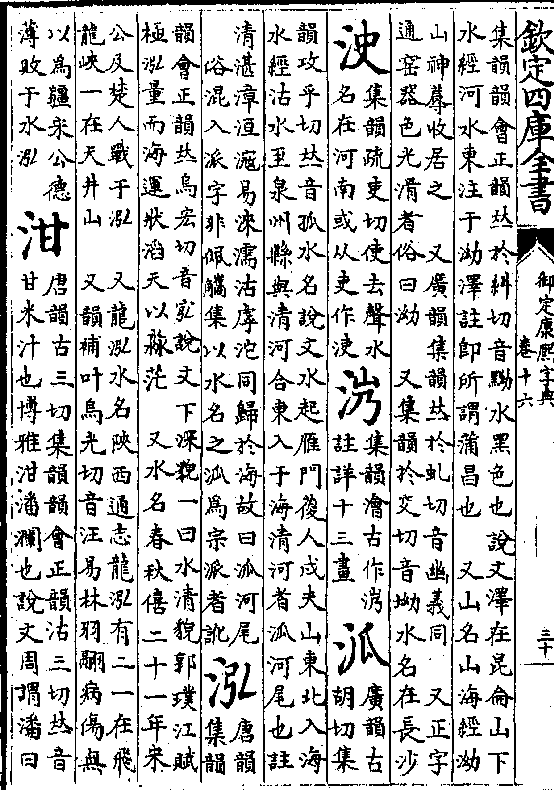 欽定四庫全書
御定康熙字典
卷十六
三十
集韻韻會正韻𠀤於糾切音黝水黑色也說文澤在昆侖山下
水經河水東注于泑澤註即所謂蒲昌也 又山名山海經泑
山神蓐收居之 又廣韻集韻𠀤於虬切音幽義同 又正字
通窑器色光滑者俗曰泑 又集韻於交切音坳水名在長沙
㳏
集韻疏吏切使去聲水
名在河南或从吏作
集韻澮古作
註詳十三畫
泒
廣韻古
胡切集
韻攻乎切𠀤音孤水名說文水起雁門葰人戍夫山東北入海
水經沽水至泉州縣與清河合東入于海清河者泒河尾也註
清湛漳洹滱易淶濡沽虖沱同歸於海故曰泒河尾
俗混入派字非佩觿集以水名之泒爲宗派者訛
泓
唐韻
集韻
韻會正韻𠀤烏宏切音說文下深貌一曰水清貌郭璞江賦
極泓量而海運狀滔天以淼茫 又水名春秋僖二十一年宋
公及楚人戰于泓 又龍泓水名陝西通志龍泓有二一在飛
龍峽一在天井山 又韻補叶烏光切音汪易林羽翮病傷無
以爲疆宋公德
薄敗于水泓
泔
唐韻古三切集韻韻會正韻沽三切𠀤音
甘米汁也博雅泔潘瀾也說文周謂潘曰